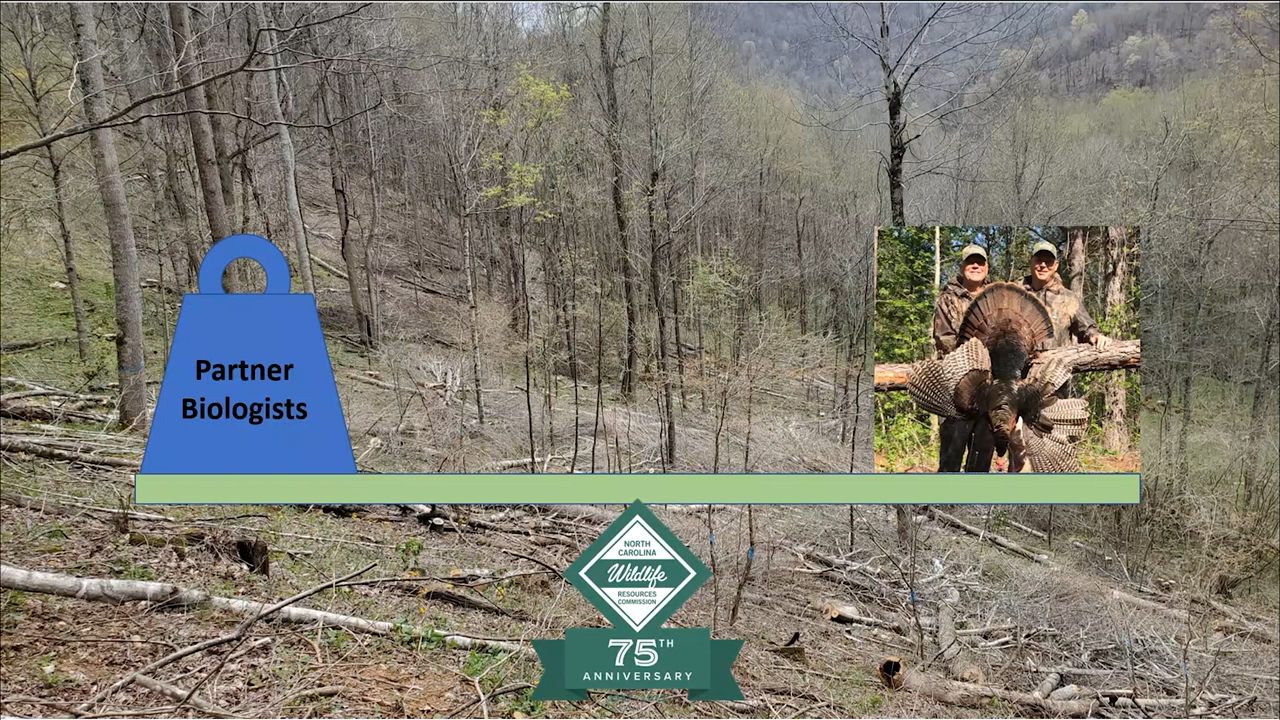 Partner
Biologists
NORTH
CAROLINA
Wildlife
RESOURCES
COMMISSION
75TH
ANNIVERSARY